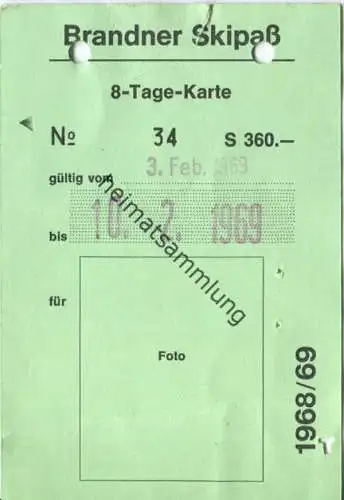 Brandner Skipaß
8-Tage-Karte
№ 34 S 360.—
3. Feb. 1969
gültig vom
bis 10. 2. 1969
für
Foto
1968/69
heimatsammlung